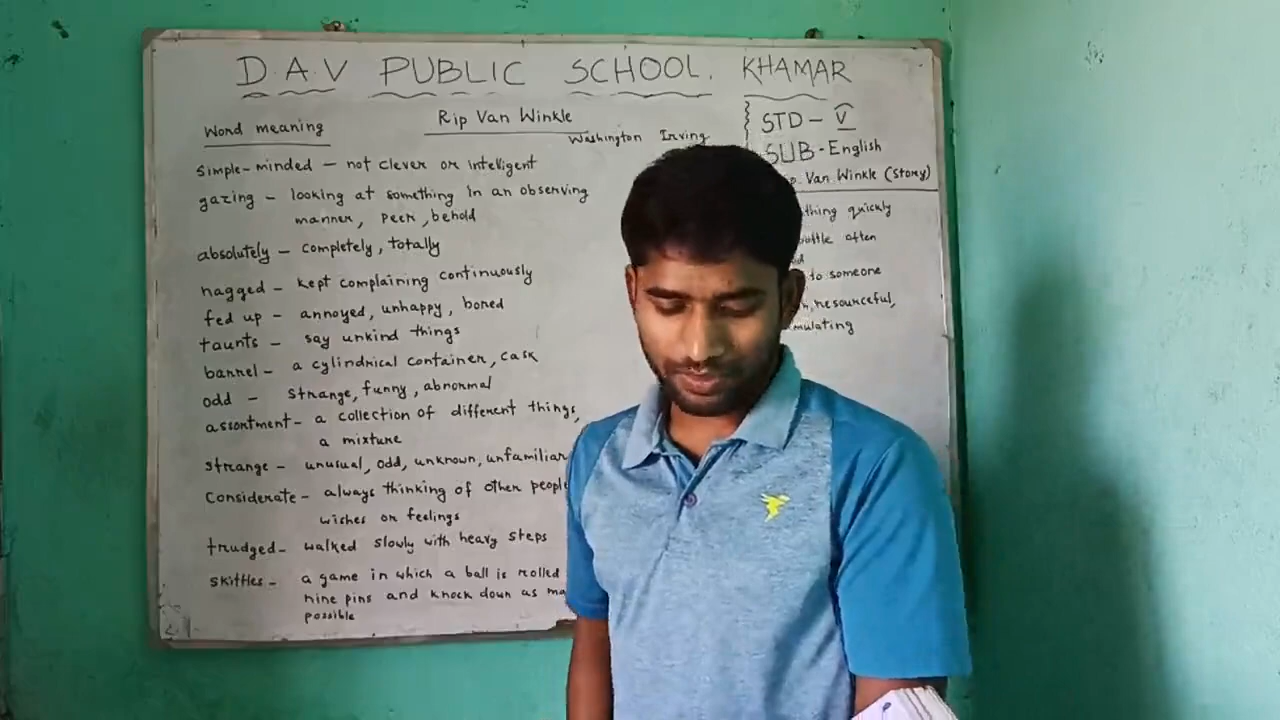 D.A.V PUBLIC SCHOOL. KHAMAR
Rip Van Winkle
Washington Irving
Word meaning
simple-minded - not clever or intelligent
gazing - looking at something in an observing
manner, peer, behold
absolutely - completely, totally
nagged - kept complaining continuously
fed up - annoyed, unhappy, bored
taunts - say unkind things
barrel - a cylindrical container, cask
odd - strange, funny, abnormal
assortment - a collection of different things,
a mixture
strange - unusual, odd, unknown, unfamiliar
Considerate - always thinking of other people
wishes or feelings
trudged - walked slowly with heavy steps
skittles - a game in which a ball is rolled
nine pins and knock down as
possible
STD - V
SUB - English
Van Winkle (Story)
quickly
often
to someone
resourceful,